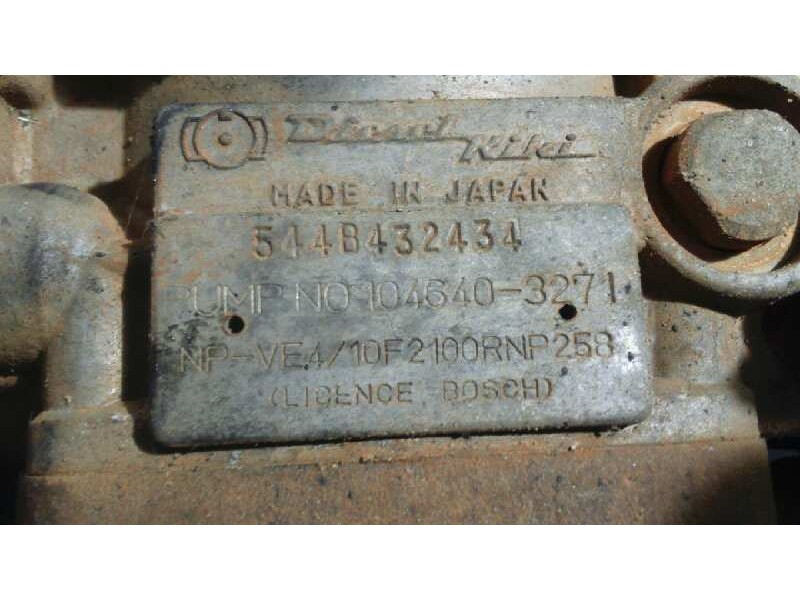 Diesel Kiki
MADE IN JAPAN
544B432434
PUMP NO 104640-3271
NP-VE4/10F2100RNP258
(LICENCE BOSCH)